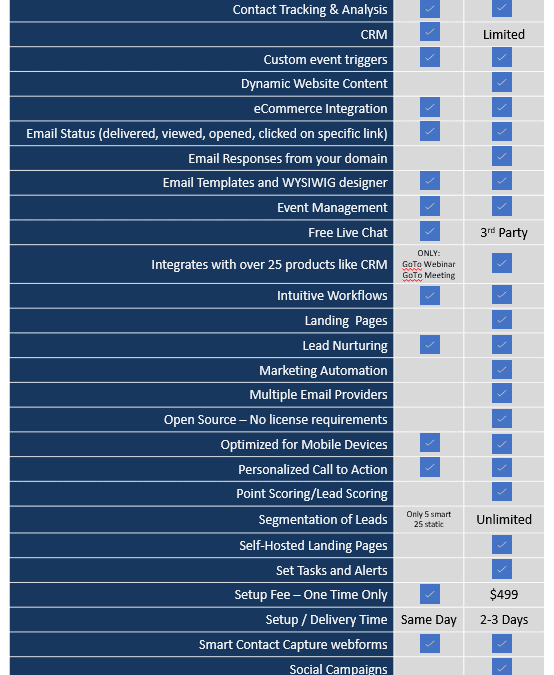 Contact Tracking & Analysis
CRM Limited
Custom event triggers
Dynamic Website Content
eCommerce Integration
Email Status (delivered, viewed, opened, clicked on specific link)
Email Responses from your domain
Email Templates and WYSIWIG designer
Event Management
Free Live Chat 3rd Party
Integrates with over 25 products like CRM
ONLY:
GoTo Webinar
GoTo Meeting
Intuitive Workflows
Landing Pages
Lead Nurturing
Marketing Automation
Multiple Email Providers
Open Source – No license requirements
Optimized for Mobile Devices
Personalized Call to Action
Point Scoring/Lead Scoring
Segmentation of Leads
Only 5 smart
25 static
Unlimited
Self-Hosted Landing Pages
Set Tasks and Alerts
Setup Fee – One Time Only $499
Setup / Delivery Time Same Day 2-3 Days
Smart Contact Capture webforms
Social Campaigns